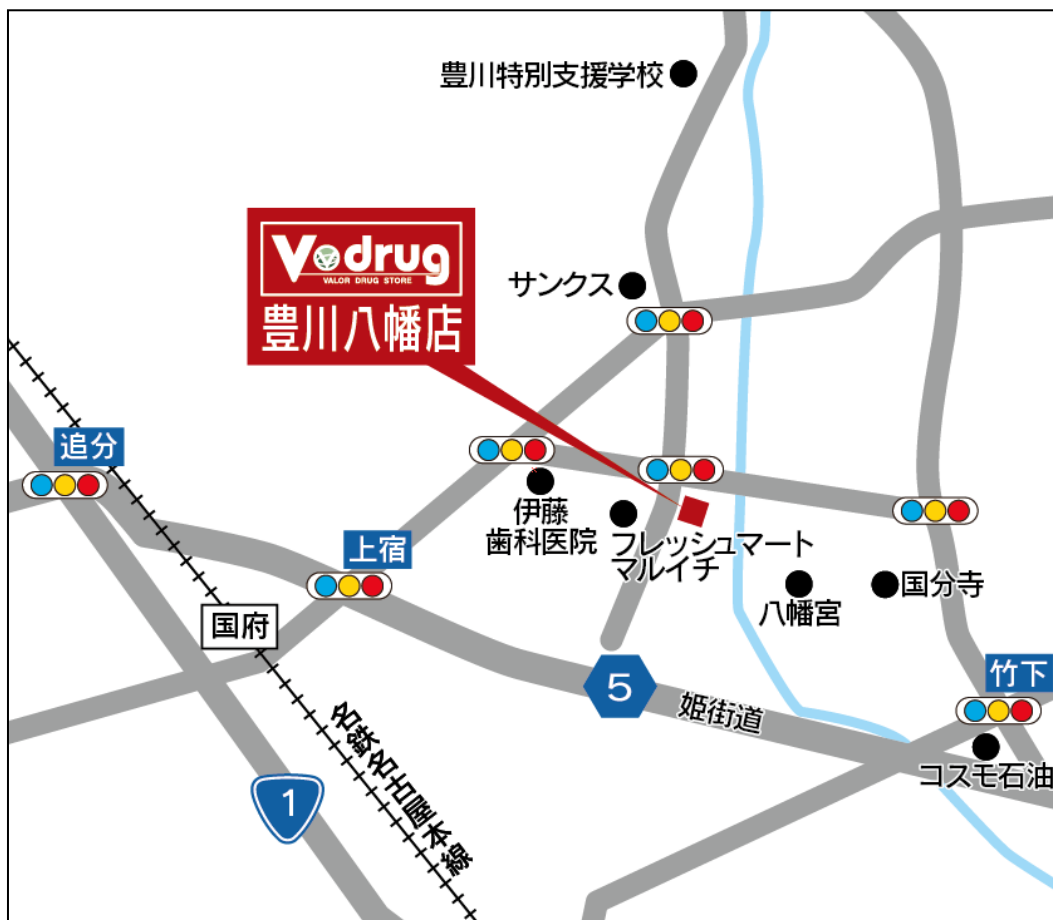 豊川特別支援学校
Vdrug
VALOR DRUG STORE
豊川八幡店
サンクス
追分
伊藤
歯科医院
フレッシュマート
マルイチ
上宿
八幡宮
国分寺
国府
5
姫街道
竹下
コスモ石油
名鉄名古屋本線
1